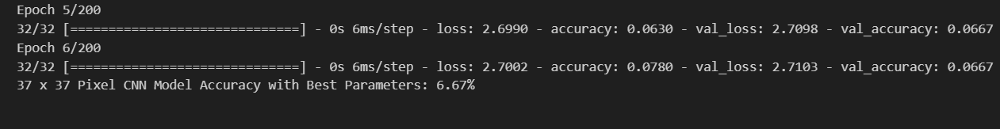 Epoch 5/200
32/32 [==============================] - 0s 6ms/step - loss: 2.6990 - accuracy: 0.0630 - val_loss: 2.7098 - val_accuracy: 0.0667
Epoch 6/200
32/32 [==============================] - 0s 6ms/step - loss: 2.7002 - accuracy: 0.0780 - val_loss: 2.7103 - val_accuracy: 0.0667
37 x 37 Pixel CNN Model Accuracy with Best Parameters: 6.67%